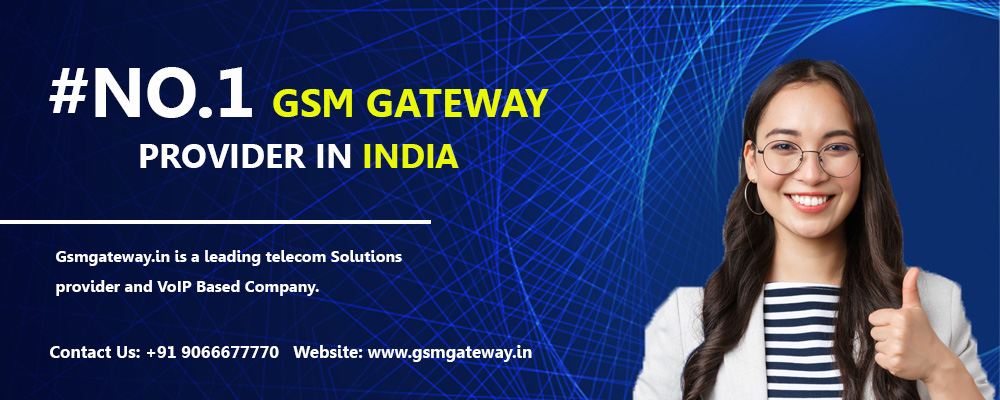 #NO.1 GSM GATEWAY
PROVIDER IN INDIA
Gsmgateway.in is a leading telecom Solutions
provider and VoIP Based Company.
Contact Us: +91 9066677770 Website: www.gsmgateway.in